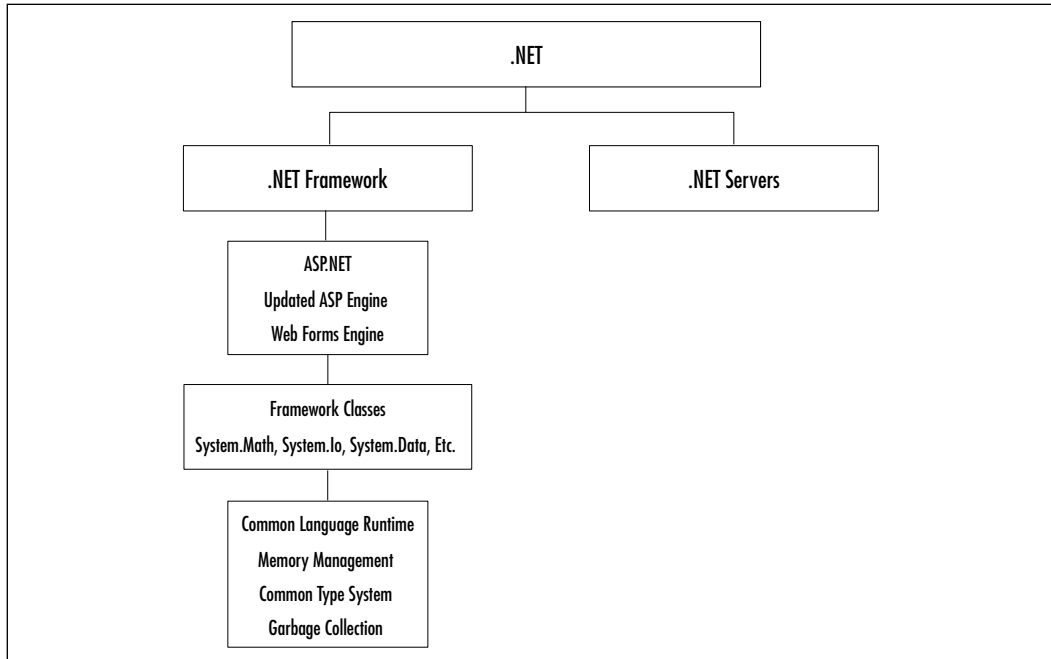 .NET
.NET Framework
.NET Servers
ASP.NET
Updated ASP Engine
Web Forms Engine
Framework Classes
System.Math, System.Io, System.Data, Etc.
Common Language Runtime
Memory Management
Common Type System
Garbage Collection